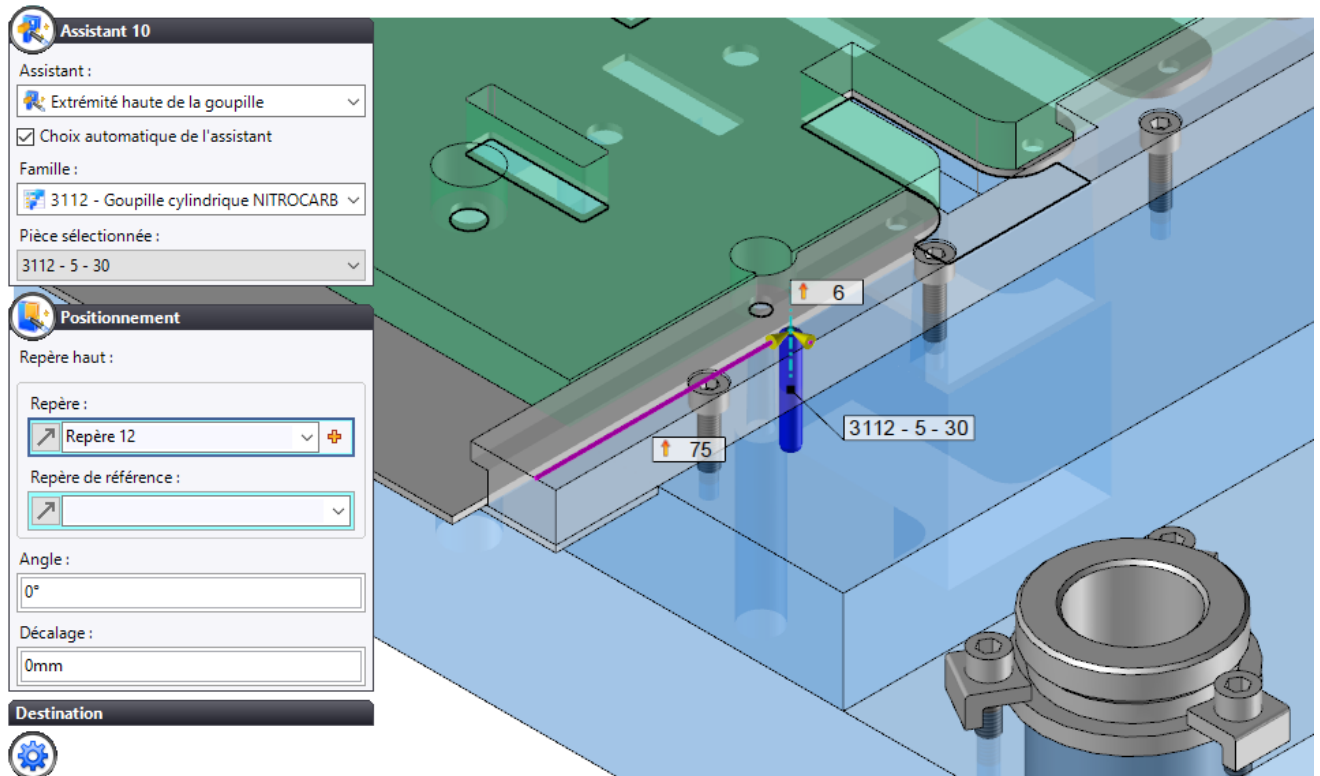 Assistant 10
Assistant :
Extrémité haute de la goupille
Choix automatique de l'assistant
Famille :
3112 - Goupille cylindrique NITROCARB
Pièce sélectionnée :
3112 - 5 - 30
Positionnement
Repère haut :
Repère :
Repère 12
Repère de référence :
Angle :
0°
Décalage :
0mm
Destination
6
75
3112 - 5 - 30